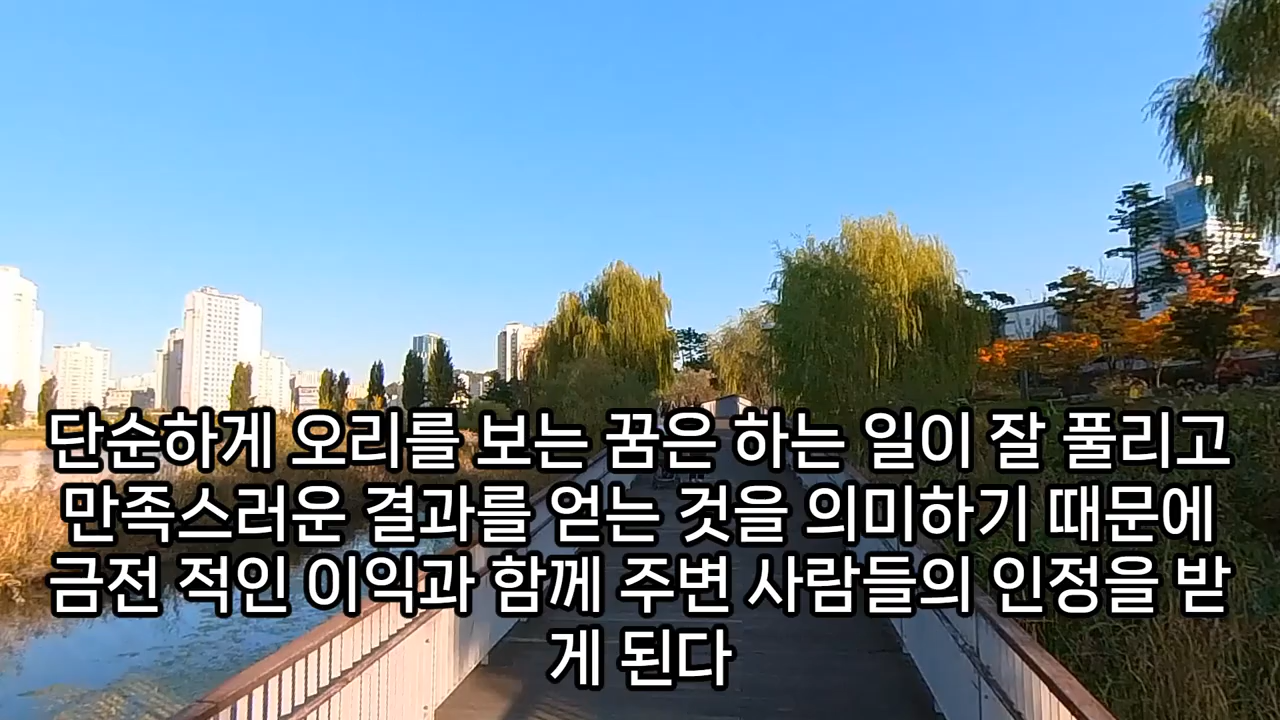 단순하게 오리를 보는 꿈은 하는 일이 잘 풀리고
만족스러운 결과를 얻는 것을 의미하기 때문에
금전 적인 이익과 함께 주변 사람들의 인정을 받
게 된다